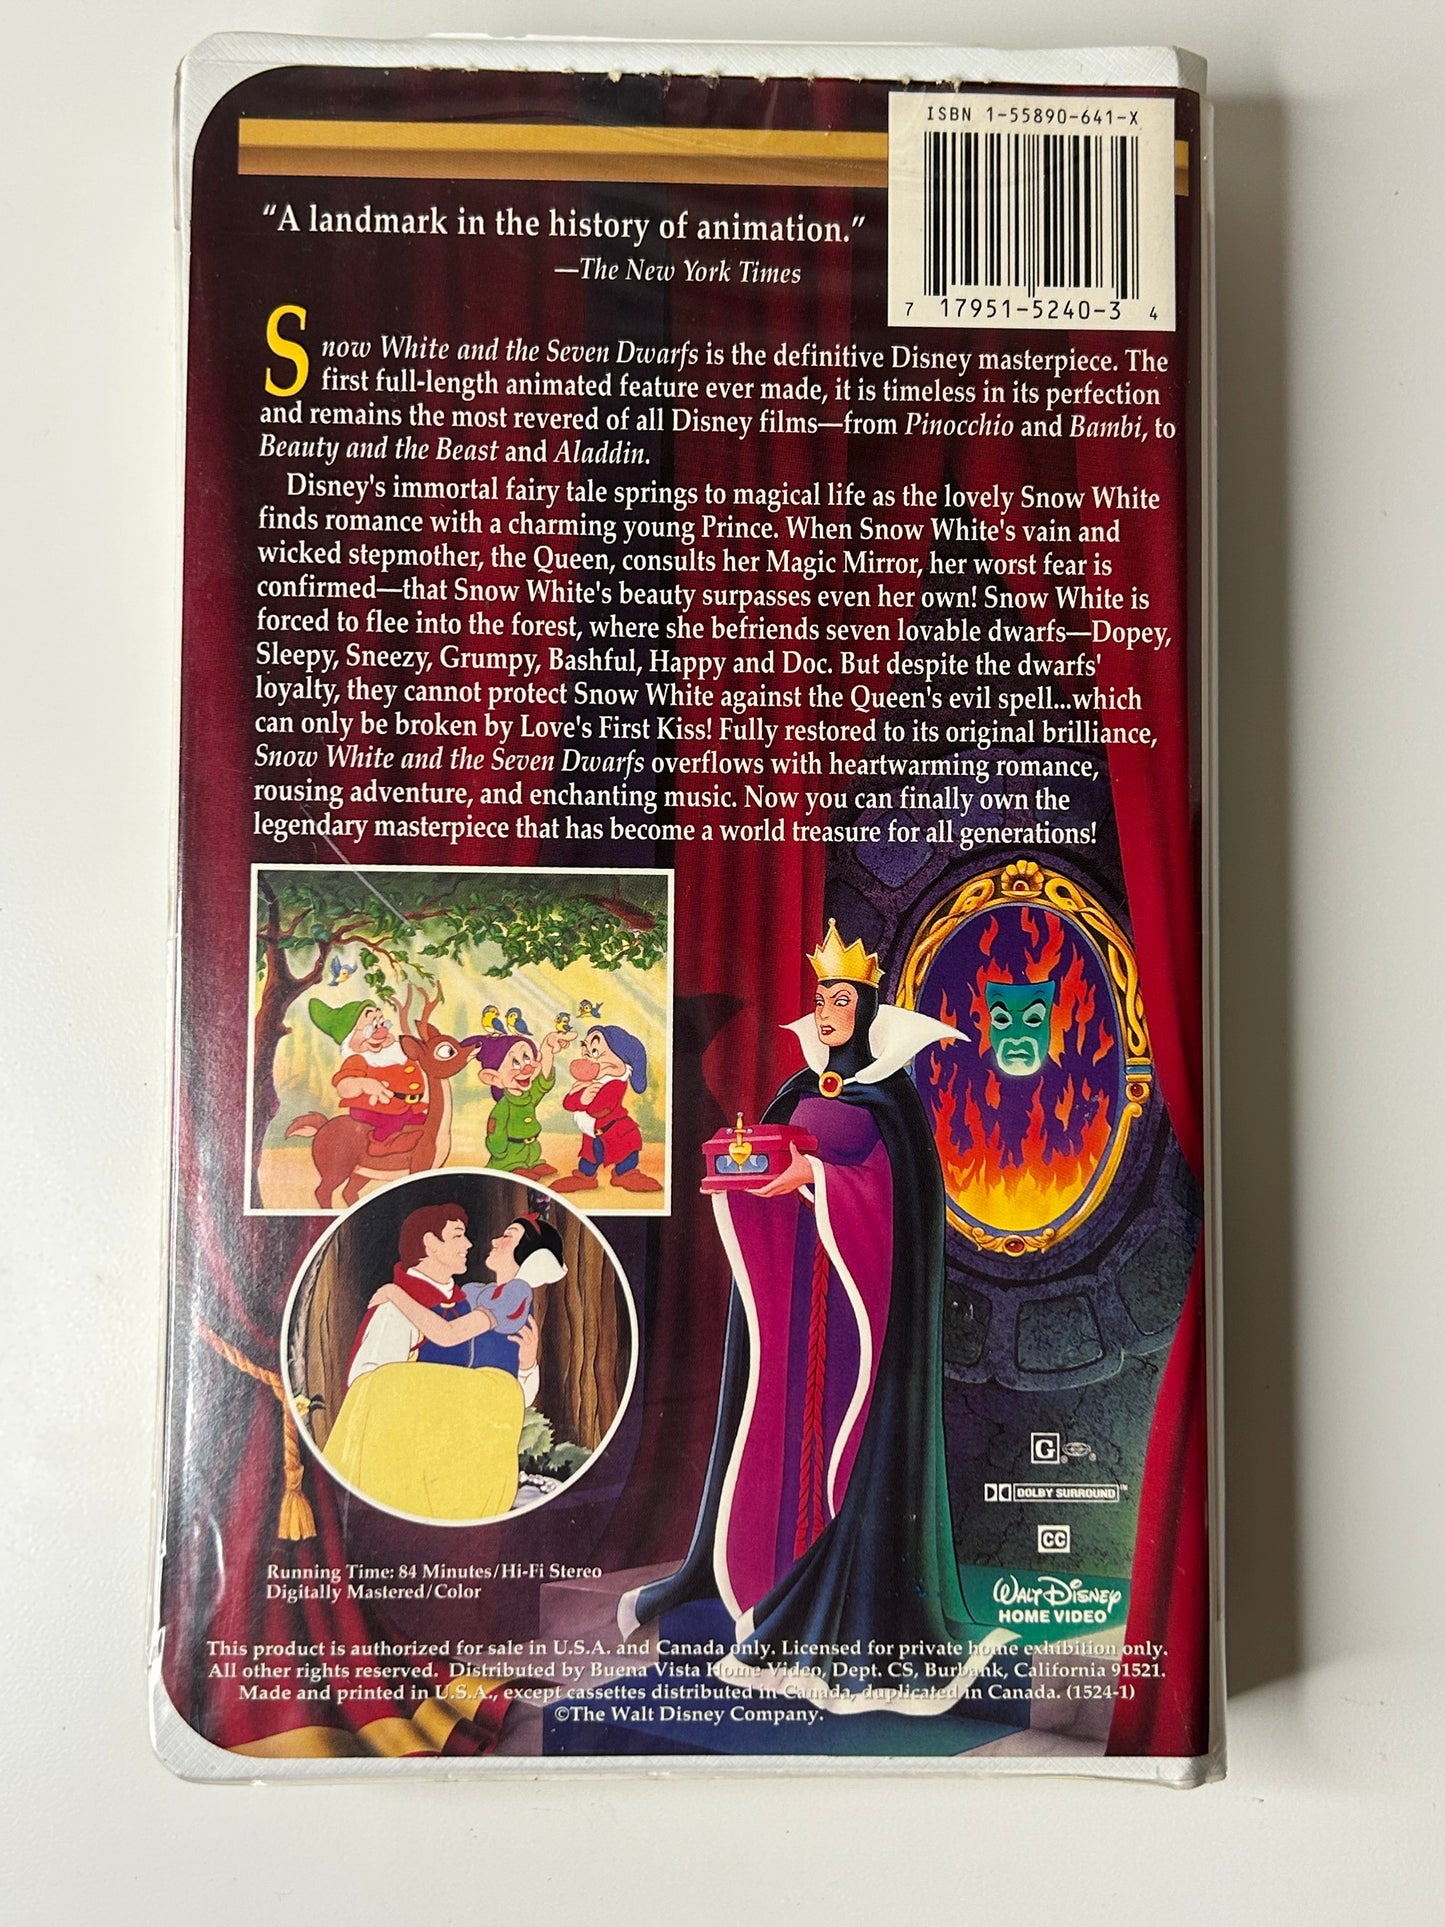 ISBN 1-55890-641-X
7 17951-5240-3 4
“A landmark in the history of animation.”
—The New York Times
Snow White and the Seven Dwarfs is the definitive Disney masterpiece. The
first full-length animated feature ever made, it is timeless in its perfection
and remains the most revered of all Disney films—from Pinocchio and Bambi, to
Beauty and the Beast and Aladdin.
Disney's immortal fairy tale springs to magical life as the lovely Snow White
finds romance with a charming young Prince. When Snow White's vain and
wicked stepmother, the Queen, consults her Magic Mirror, her worst fear is
confirmed—that Snow White's beauty surpasses even her own! Snow White is
forced to flee into the forest, where she befriends seven lovable dwarfs—Dopey,
Sleepy, Sneezy, Grumpy, Bashful, Happy and Doc. But despite the dwarfs'
loyalty, they cannot protect Snow White against the Queen's evil spell...which
can only be broken by Love's First Kiss! Fully restored to its original brilliance,
Snow White and the Seven Dwarfs overflows with heartwarming romance,
rousing adventure, and enchanting music. Now you can finally own the
legendary masterpiece that has become a world treasure for all generations!
G ®
DOLBY SURROUND™
CC
WALT DISNEY
HOME VIDEO
Running Time: 84 Minutes/Hi-Fi Stereo
Digitally Mastered/Color
This product is authorized for sale in U.S.A. and Canada only. Licensed for private home exhibition only.
All other rights reserved. Distributed by Buena Vista Home Video, Dept. CS, Burbank, California 91521.
Made and printed in U.S.A., except cassettes distributed in Canada, duplicated in Canada. (1524-1)
©The Walt Disney Company.